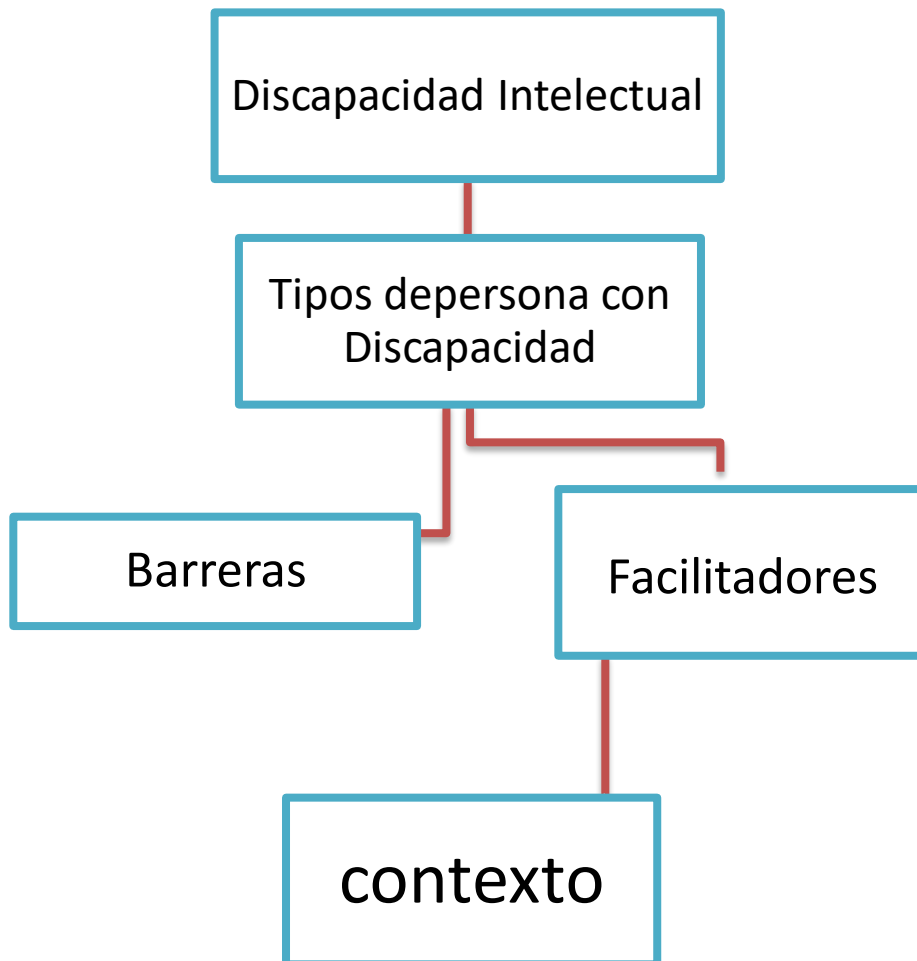 Discapacidad Intelectual
Tipos depersona con
Discapacidad
Barreras
Facilitadores
contexto